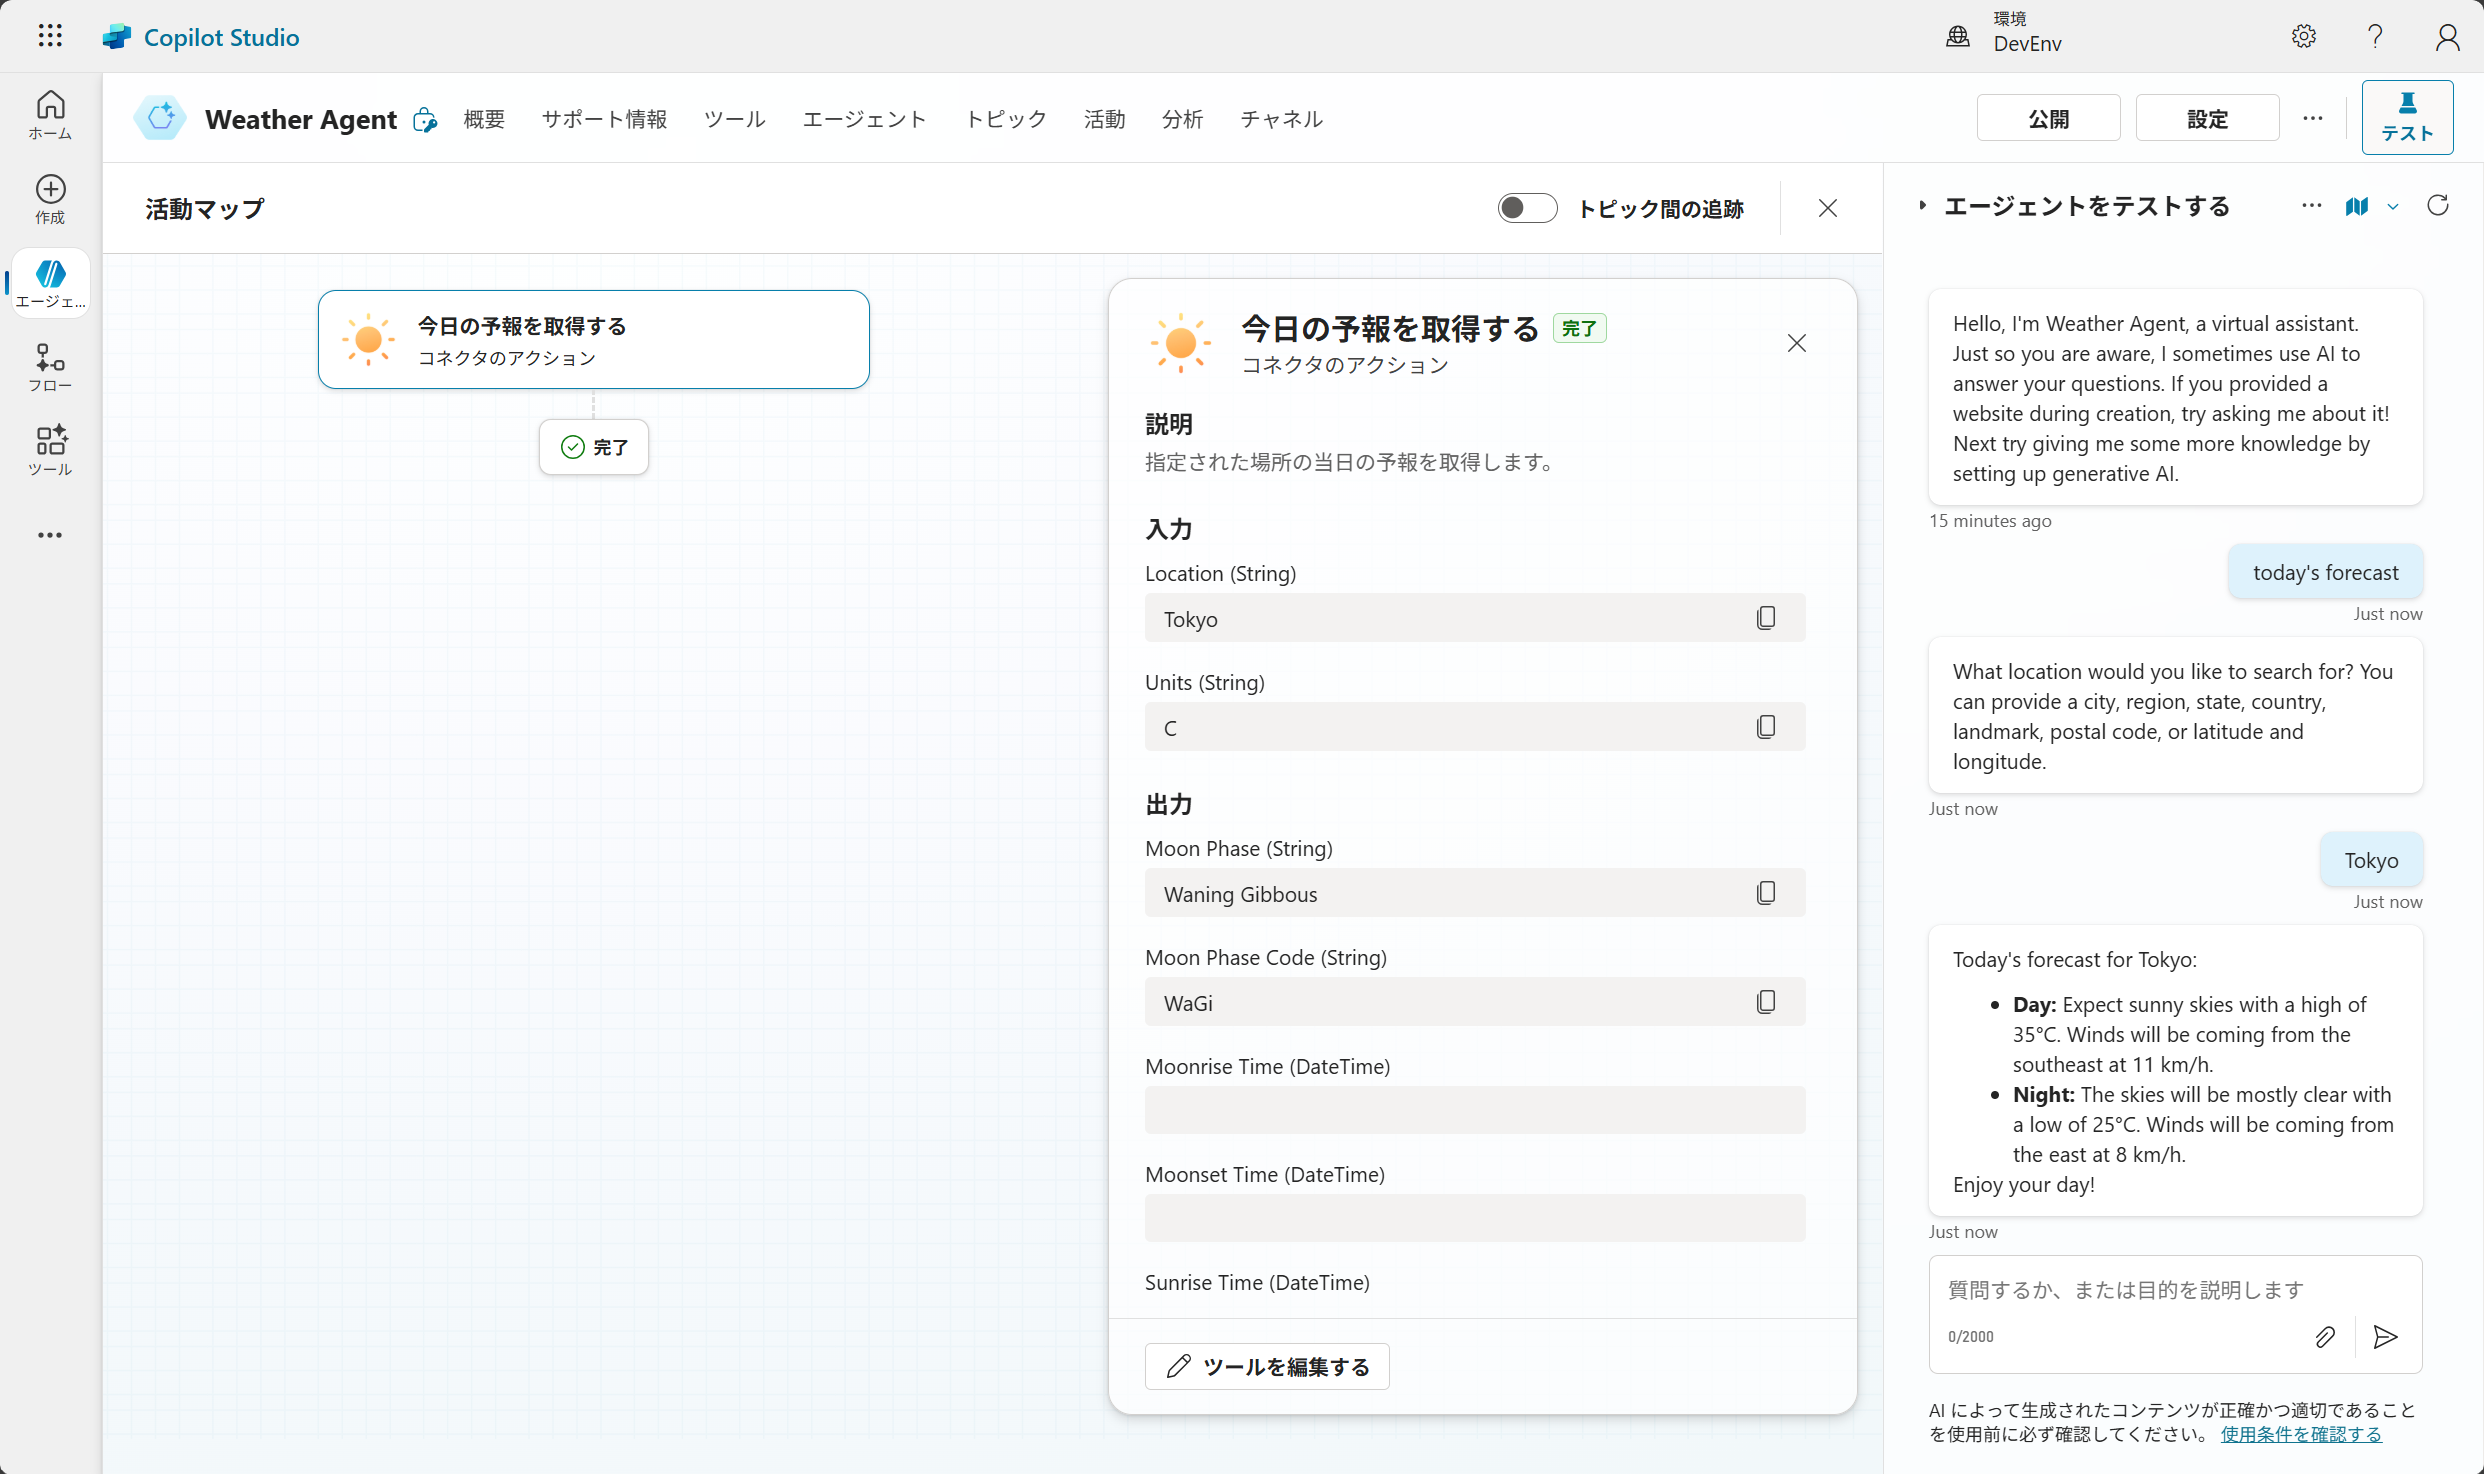 Copilot Studio
環境
DevEnv
ホーム
作成
エージェ...
フロー
ツール
Weather Agent
概要
サポート情報
ツール
エージェント
トピック
活動
分析
チャネル
公開
設定
テスト
活動マップ
トピック間の追跡
今日の予報を取得する
コネクタのアクション
完了
今日の予報を取得する
完了
コネクタのアクション
説明
指定された場所の当日の予報を取得します。
入力
Location (String)
Tokyo
Units (String)
C
出力
Moon Phase (String)
Waning Gibbous
Moon Phase Code (String)
WaGi
Moonrise Time (DateTime)
Moonset Time (DateTime)
Sunrise Time (DateTime)
ツールを編集する
エージェントをテストする
Hello, I'm Weather Agent, a virtual assistant.
Just so you are aware, I sometimes use AI to
answer your questions. If you provided a
website during creation, try asking me about it!
Next try giving me some more knowledge by
setting up generative AI.
15 minutes ago
today's forecast
Just now
What location would you like to search for? You
can provide a city, region, state, country,
landmark, postal code, or latitude and
longitude.
Just now
Tokyo
Just now
Today's forecast for Tokyo:
• Day: Expect sunny skies with a high of
35°C. Winds will be coming from the
southeast at 11 km/h.
• Night: The skies will be mostly clear with
a low of 25°C. Winds will be coming from
the east at 8 km/h.
Enjoy your day!
Just now
質問するか、または目的を説明します
0/2000
AI によって生成されたコンテンツが正確かつ適切であること
を使用前に必ず確認してください。 使用条件を確認する